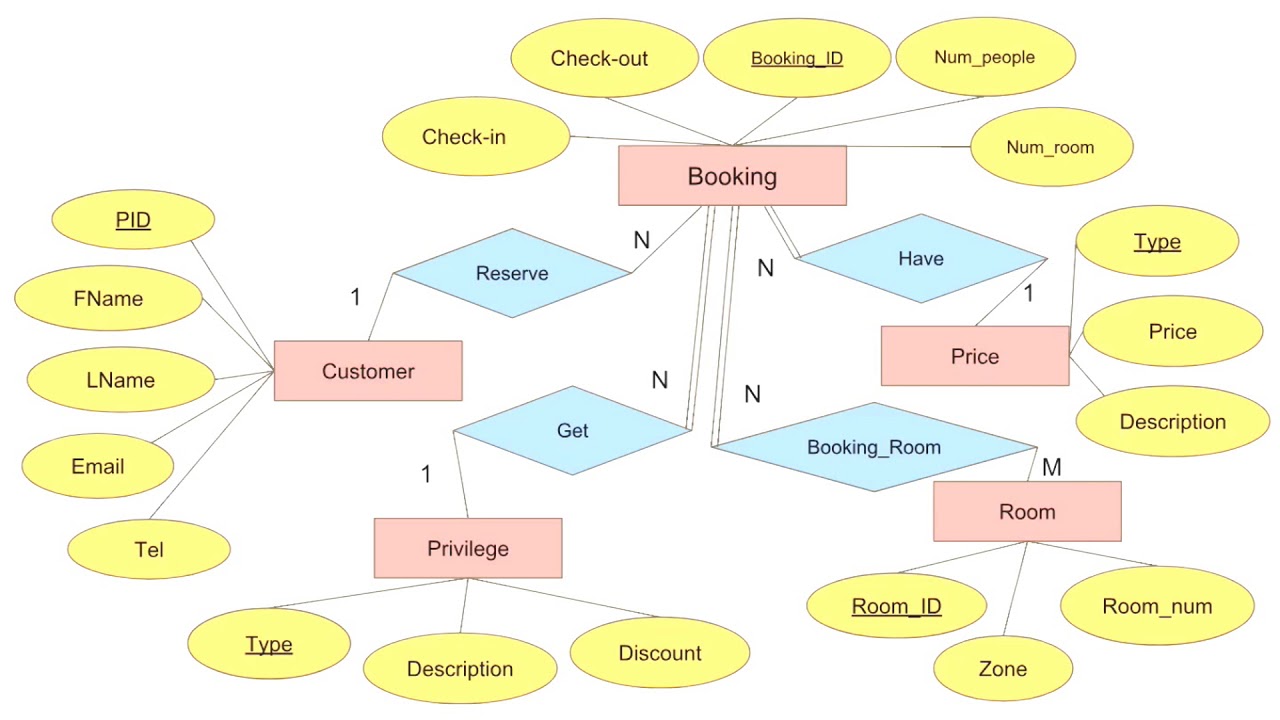 Check-out
Booking_ID
Num_people
Check-in
Num_room
Booking
PID
N
Reserve
N
Have
Type
FName
1
1
Price
Price
Customer
LName
N
N
Description
Get
Booking_Room
Email
1
M
Room
Tel
Privilege
Room_ID
Room_num
Type
Description
Discount
Zone